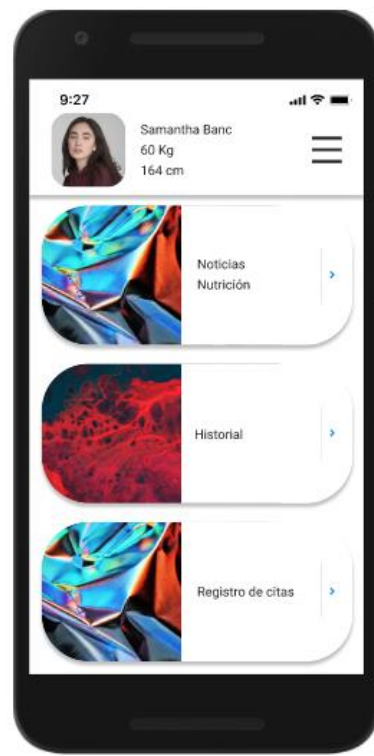 9:27
Samantha Banc
60 Kg
164 cm
Noticias
Nutrición
Historial
Registro de citas